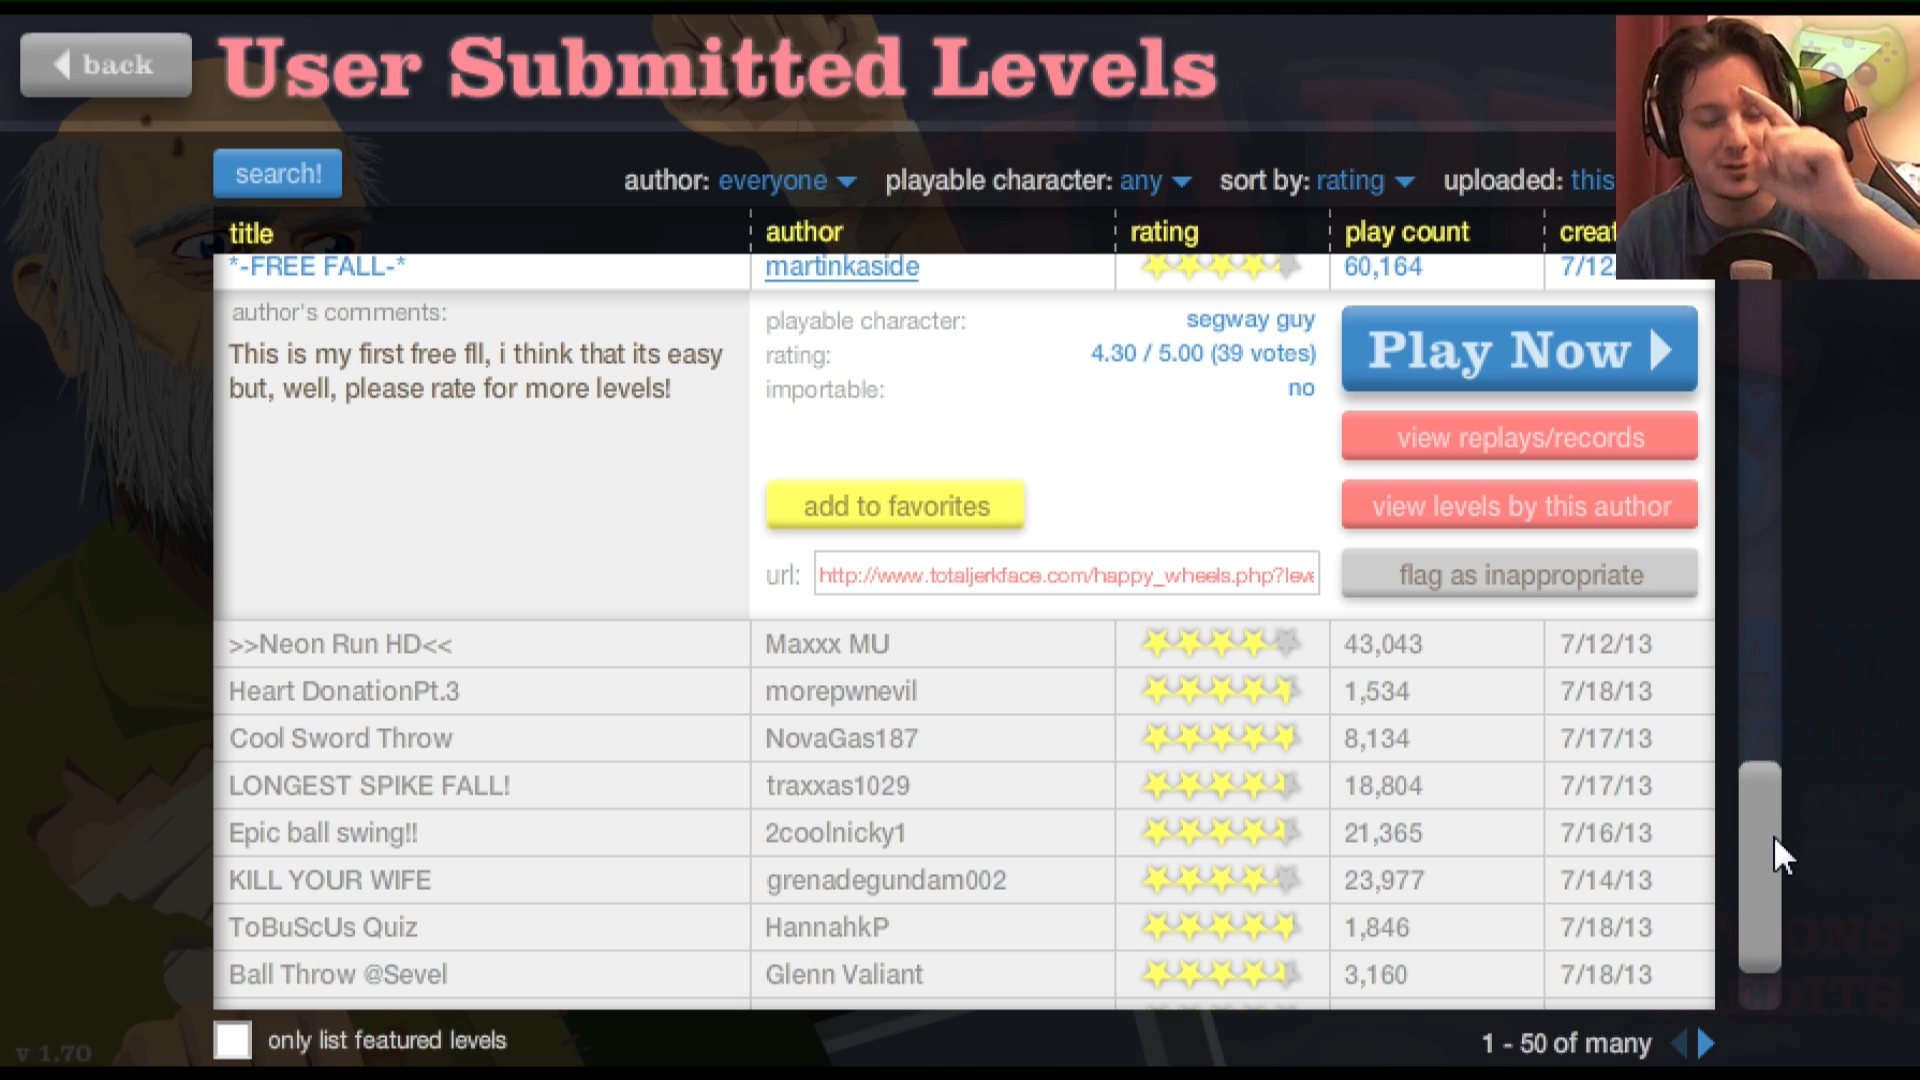 back
User Submitted Levels
search!
author: everyone playable character: any sort by: rating uploaded: this
title author rating play count creat
*-FREE FALL-* martinkaside 60,164 7/12
author's comments:
This is my first free fll, i think that its easy
but, well, please rate for more levels!
playable character: segway guy
rating: 4.30 / 5.00 (39 votes)
importable: no
Play Now
view replays/records
add to favorites
view levels by this author
url: http://www.totaljerkface.com/happy_wheels.php?leve
flag as inappropriate
>>Neon Run HD<< Maxxx MU 43,043 7/12/13
Heart DonationPt.3 morepwnevil 1,534 7/18/13
Cool Sword Throw NovaGas187 8,134 7/17/13
LONGEST SPIKE FALL! traxxas1029 18,804 7/17/13
Epic ball swing!! 2coolnicky1 21,365 7/16/13
KILL YOUR WIFE grenadegundam002 23,977 7/14/13
ToBuScUs Quiz HannahkP 1,846 7/18/13
Ball Throw @Sevel Glenn Valiant 3,160 7/18/13
only list featured levels
1 - 50 of many
v 1.70